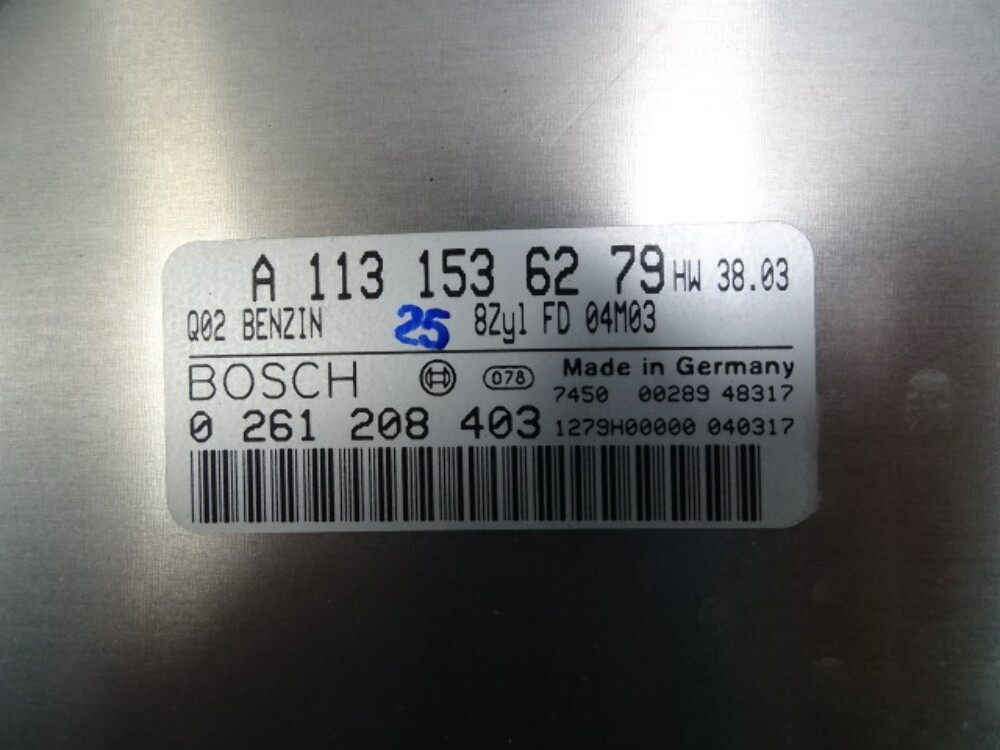 A 113 153 62 79 HW 38.03
Q02 BENZIN 25 8Zyl FD 04M03
BOSCH 078 Made in Germany
7450 00289 48317
0 261 208 403 1279H00000 040317